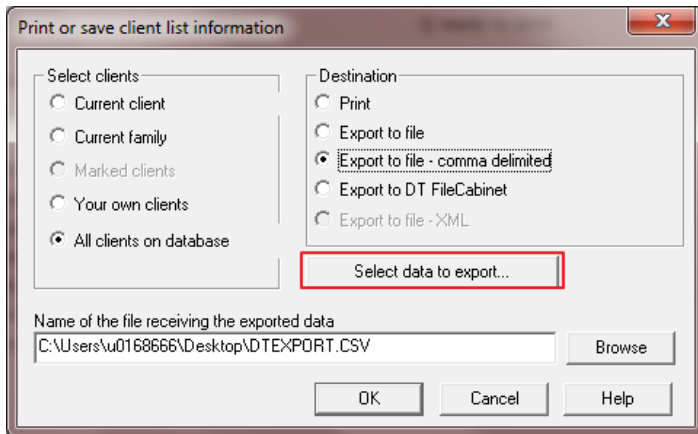 Print or save client list information
Select clients
Current client
Current family
Marked clients
Your own clients
All clients on database
Destination
Print
Export to file
Export to file - comma delimited
Export to DT FileCabinet
Export to file - XML
Select data to export...
Name of the file receiving the exported data
C:\Users\u0168666\Desktop\DTEXPORT.CSV
Browse
OK
Cancel
Help